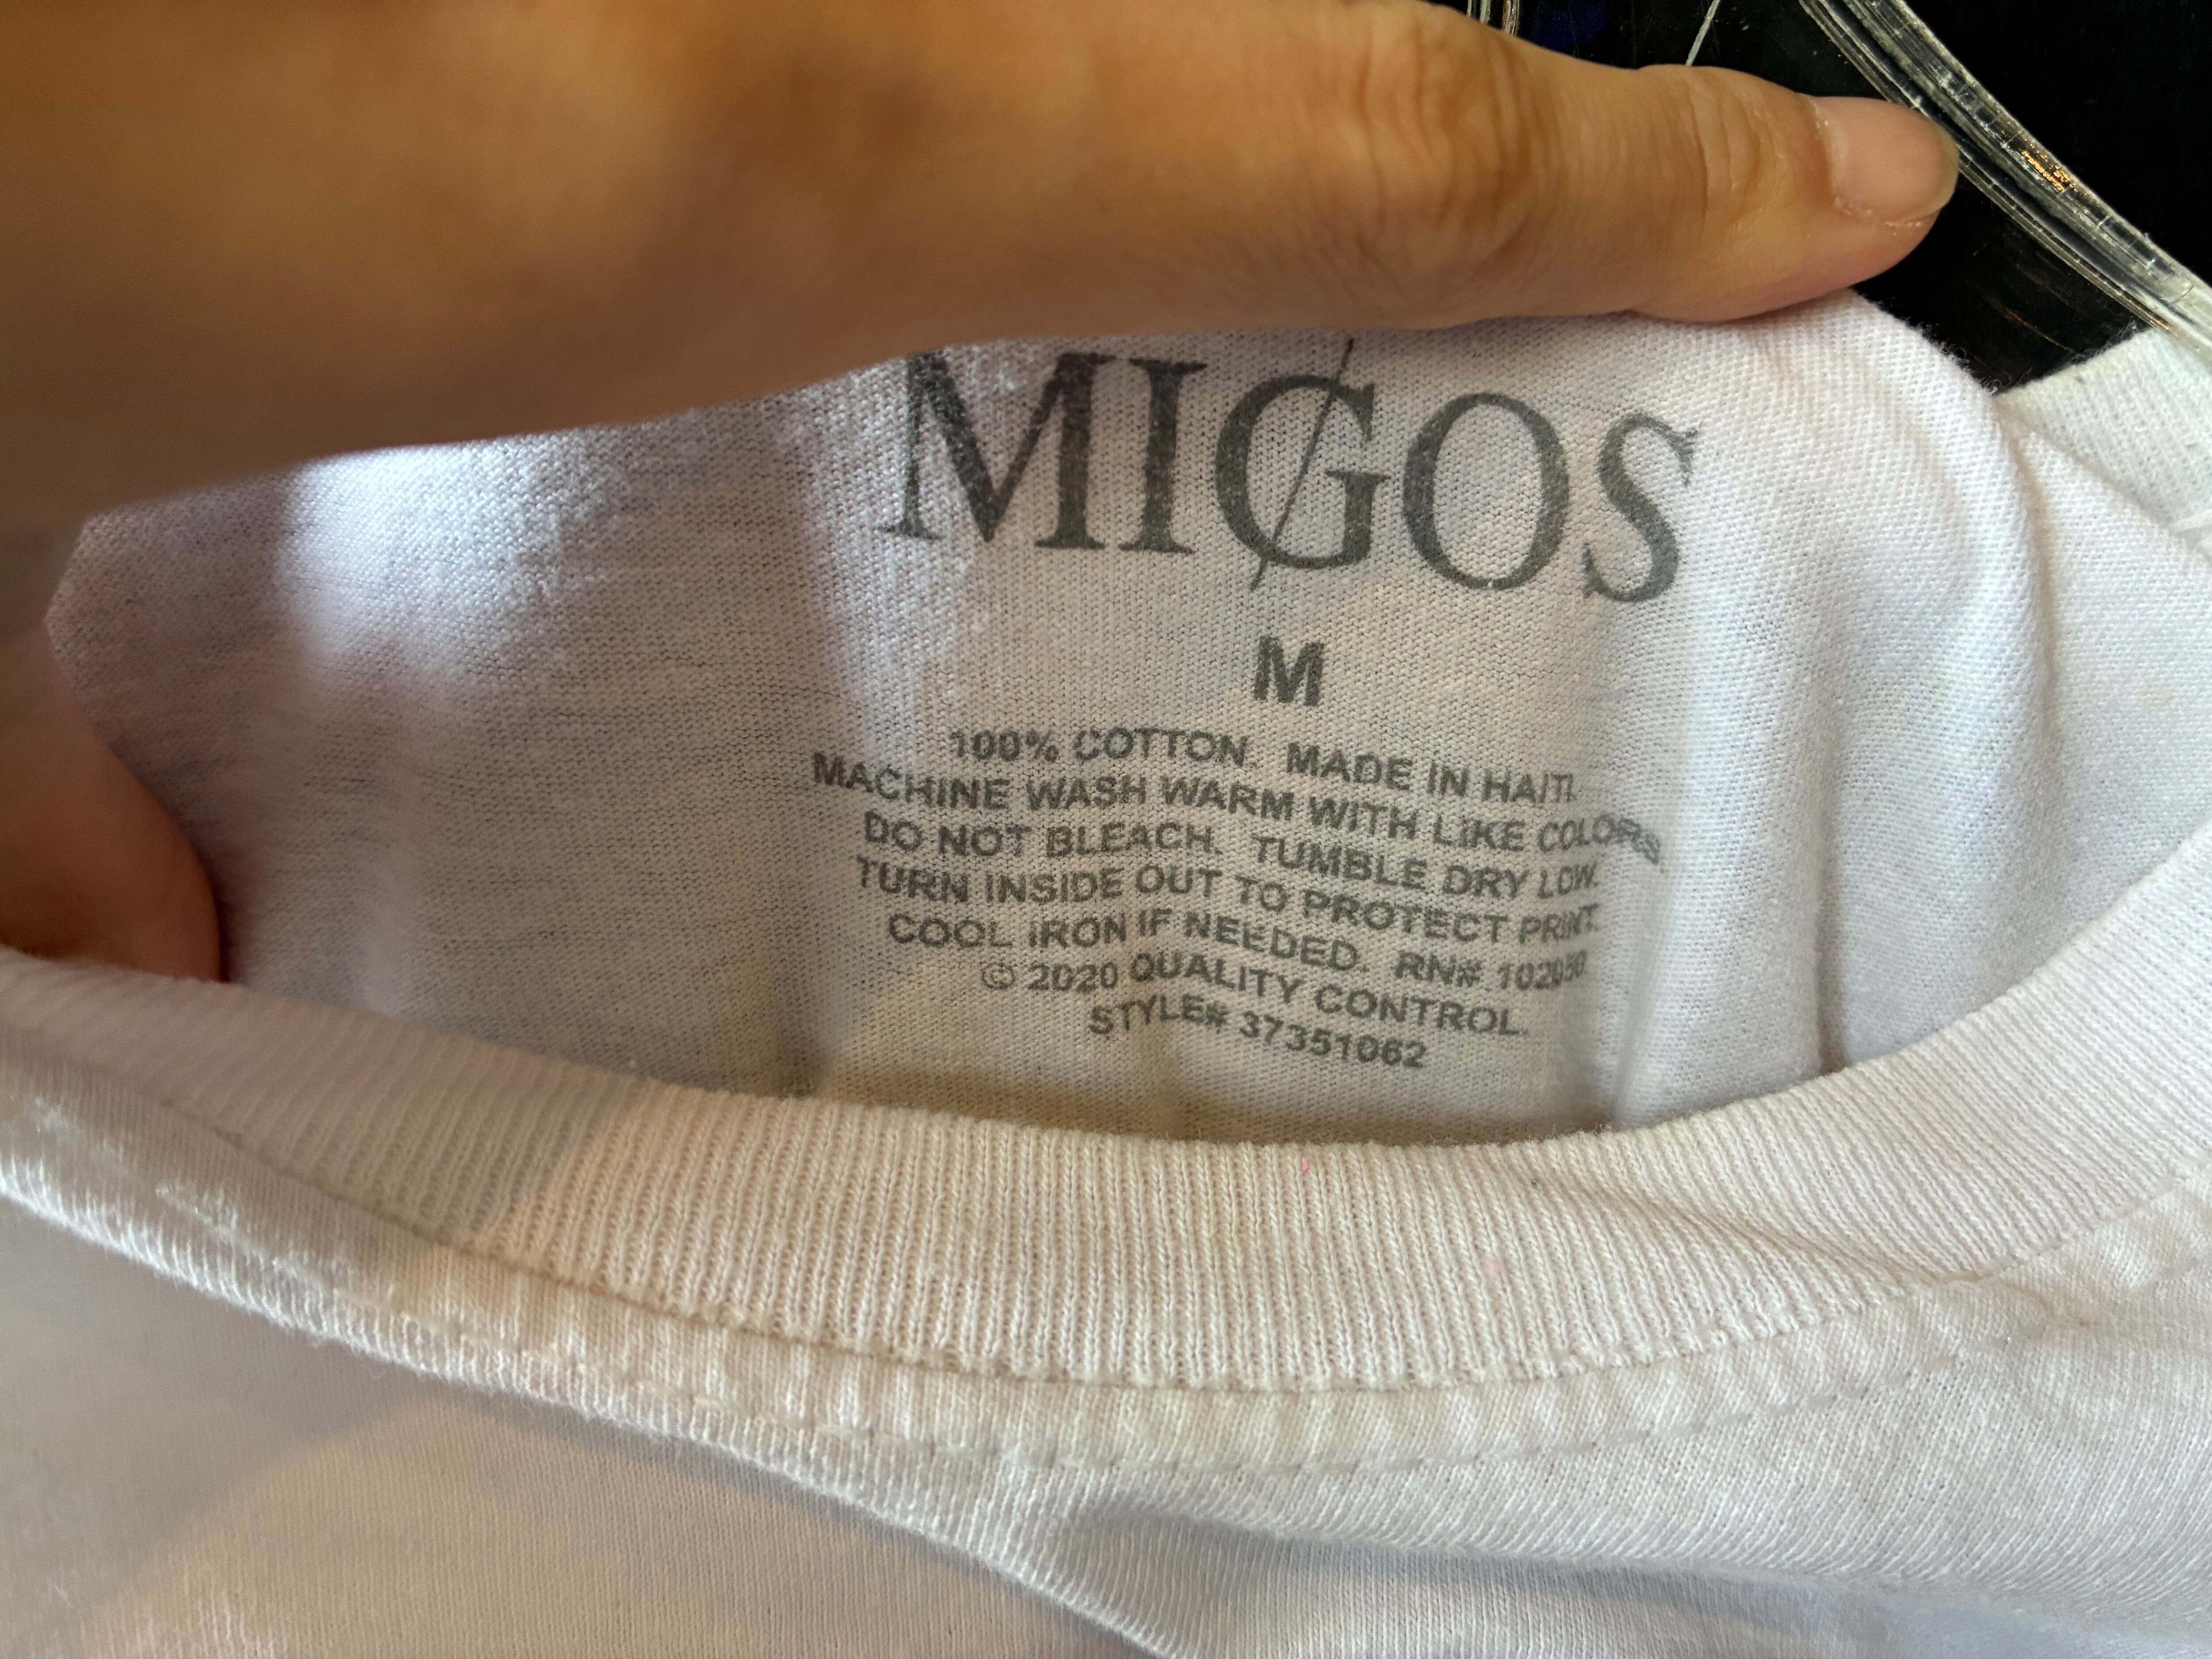 MIGOS
M
100% COTTON. MADE IN HAITI.
MACHINE WASH WARM WITH LIKE COLORS.
DO NOT BLEACH. TUMBLE DRY LOW.
TURN INSIDE OUT TO PROTECT PRINT.
COOL IRON IF NEEDED. RN#
© 2020 QUALITY CONTROL.
STYLE# 37351062